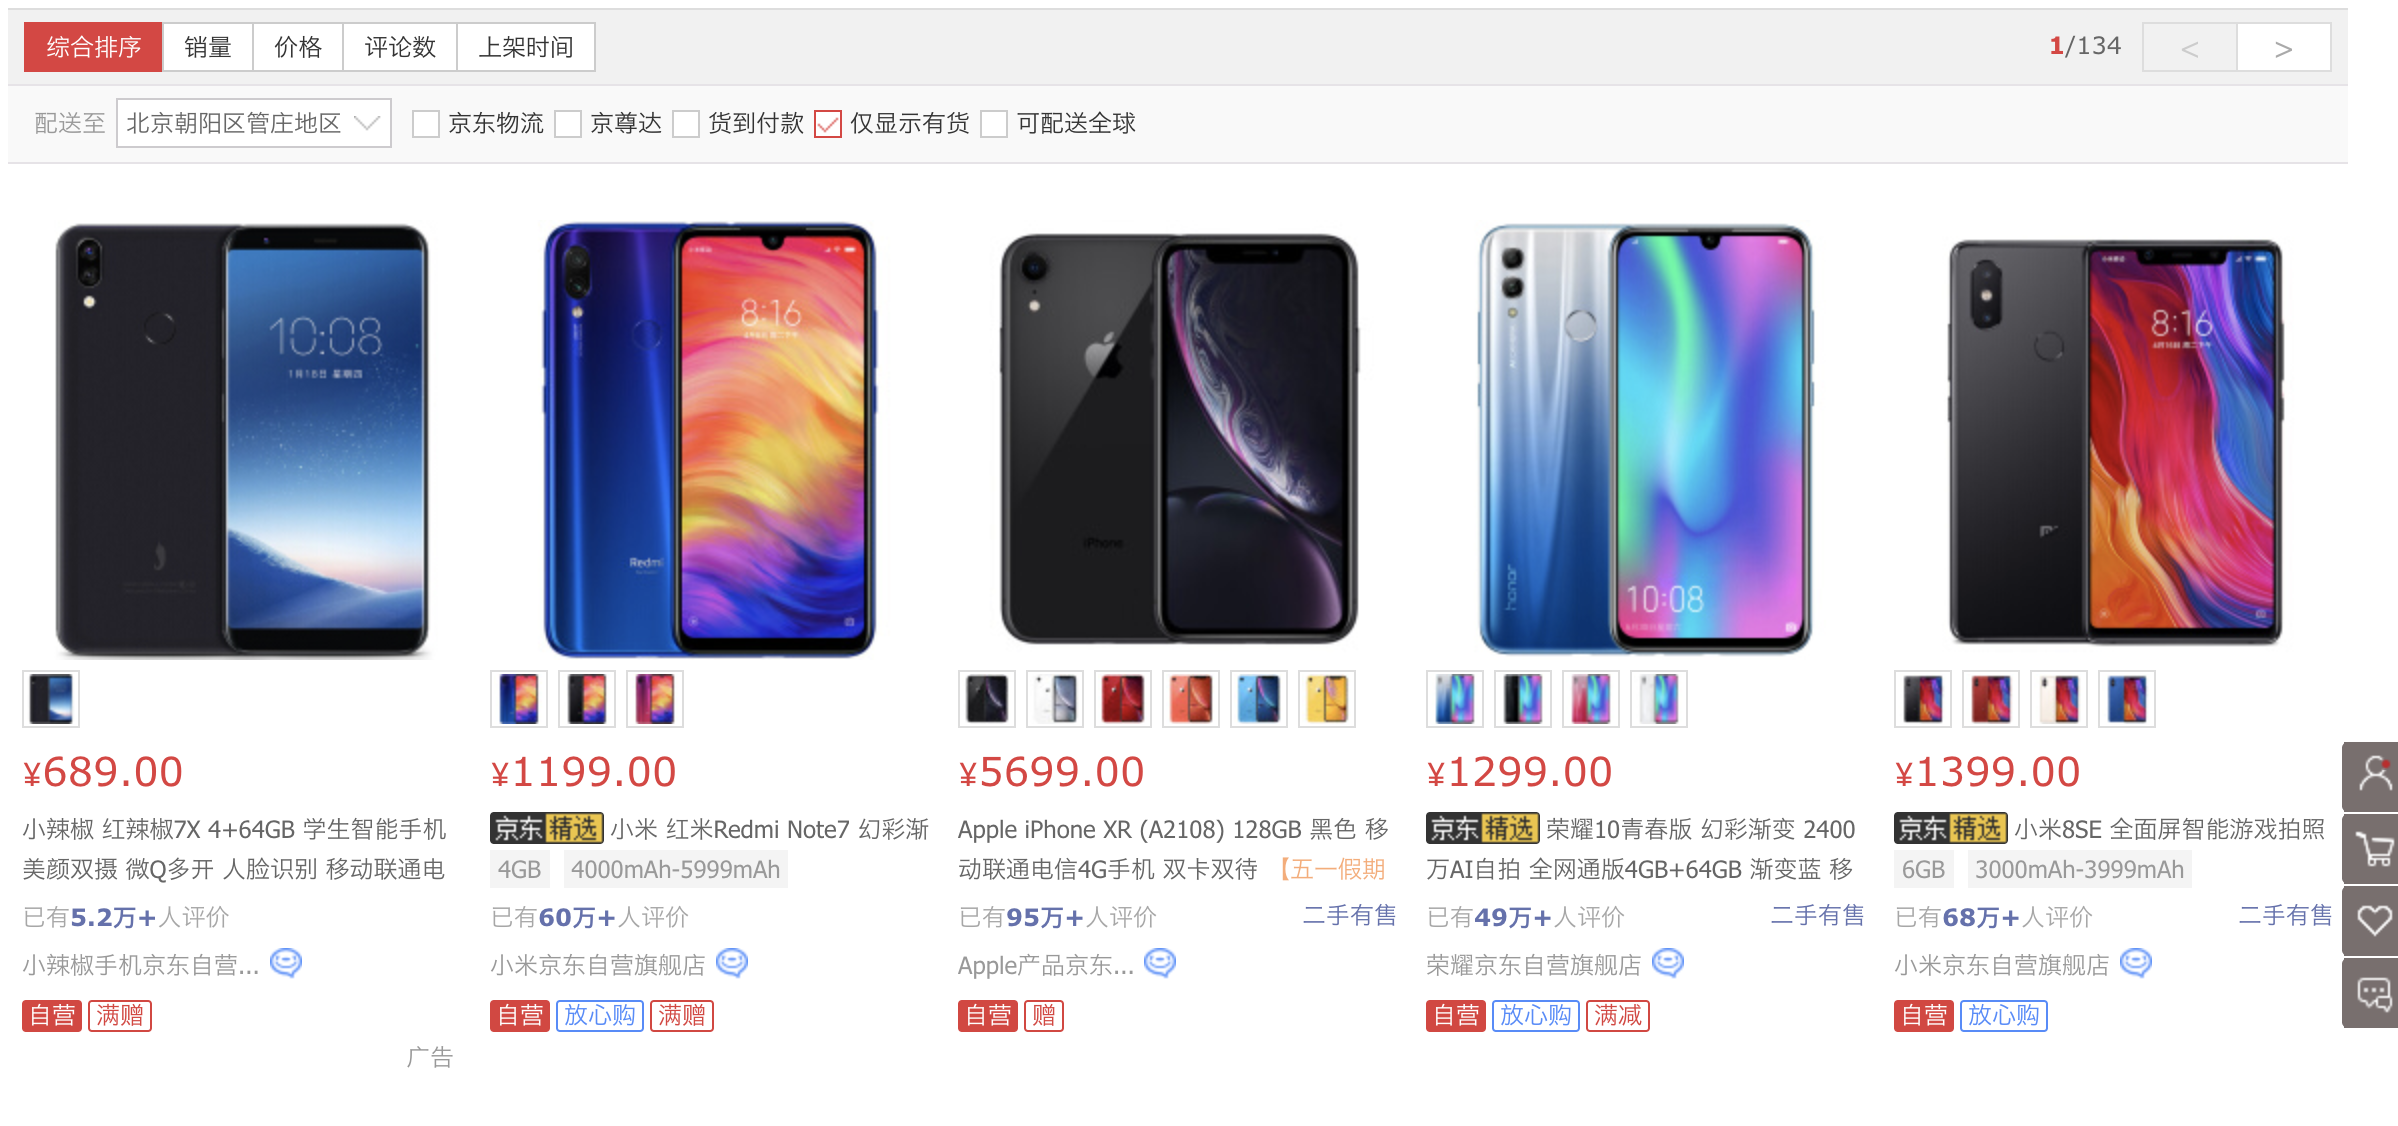 综合排序 销量 价格 评论数 上架时间 1/134 < >
配送至 北京朝阳区管庄地区 京东物流 京尊达 货到付款 仅显示有货 可配送全球
10:08
1月18日 星期四
8:16
Redmi
iPhone
honor
10:08
8:16
¥689.00
小辣椒 红辣椒7X 4+64GB 学生智能手机
美颜双摄 微Q多开 人脸识别 移动联通电
已有5.2万+人评价
小辣椒手机京东自营...
自营 满赠
广告
¥1199.00
京东精选 小米 红米Redmi Note7 幻彩渐
4GB 4000mAh-5999mAh
已有60万+人评价
小米京东自营旗舰店
自营 放心购 满赠
¥5699.00
Apple iPhone XR (A2108) 128GB 黑色 移
动联通电信4G手机 双卡双待 【五一假期
已有95万+人评价 二手有售
Apple产品京东...
自营 赠
¥1299.00
京东精选 荣耀10青春版 幻彩渐变 2400
万AI自拍 全网通版4GB+64GB 渐变蓝 移
已有49万+人评价 二手有售
荣耀京东自营旗舰店
自营 放心购 满减
¥1399.00
京东精选 小米8SE 全面屏智能游戏拍照
6GB 3000mAh-3999mAh
已有68万+人评价 二手有售
小米京东自营旗舰店
自营 放心购